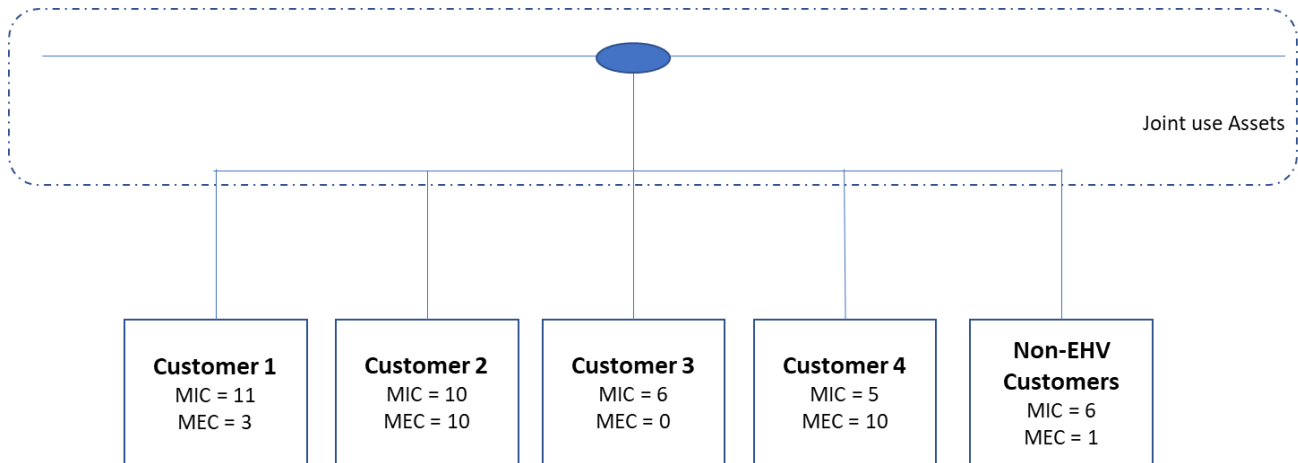 Joint use Assets
Customer 1
MIC = 11
MEC = 3
Customer 2
MIC = 10
MEC = 10
Customer 3
MIC = 6
MEC = 0
Customer 4
MIC = 5
MEC = 10
Non-EHV
Customers
MIC = 6
MEC = 1